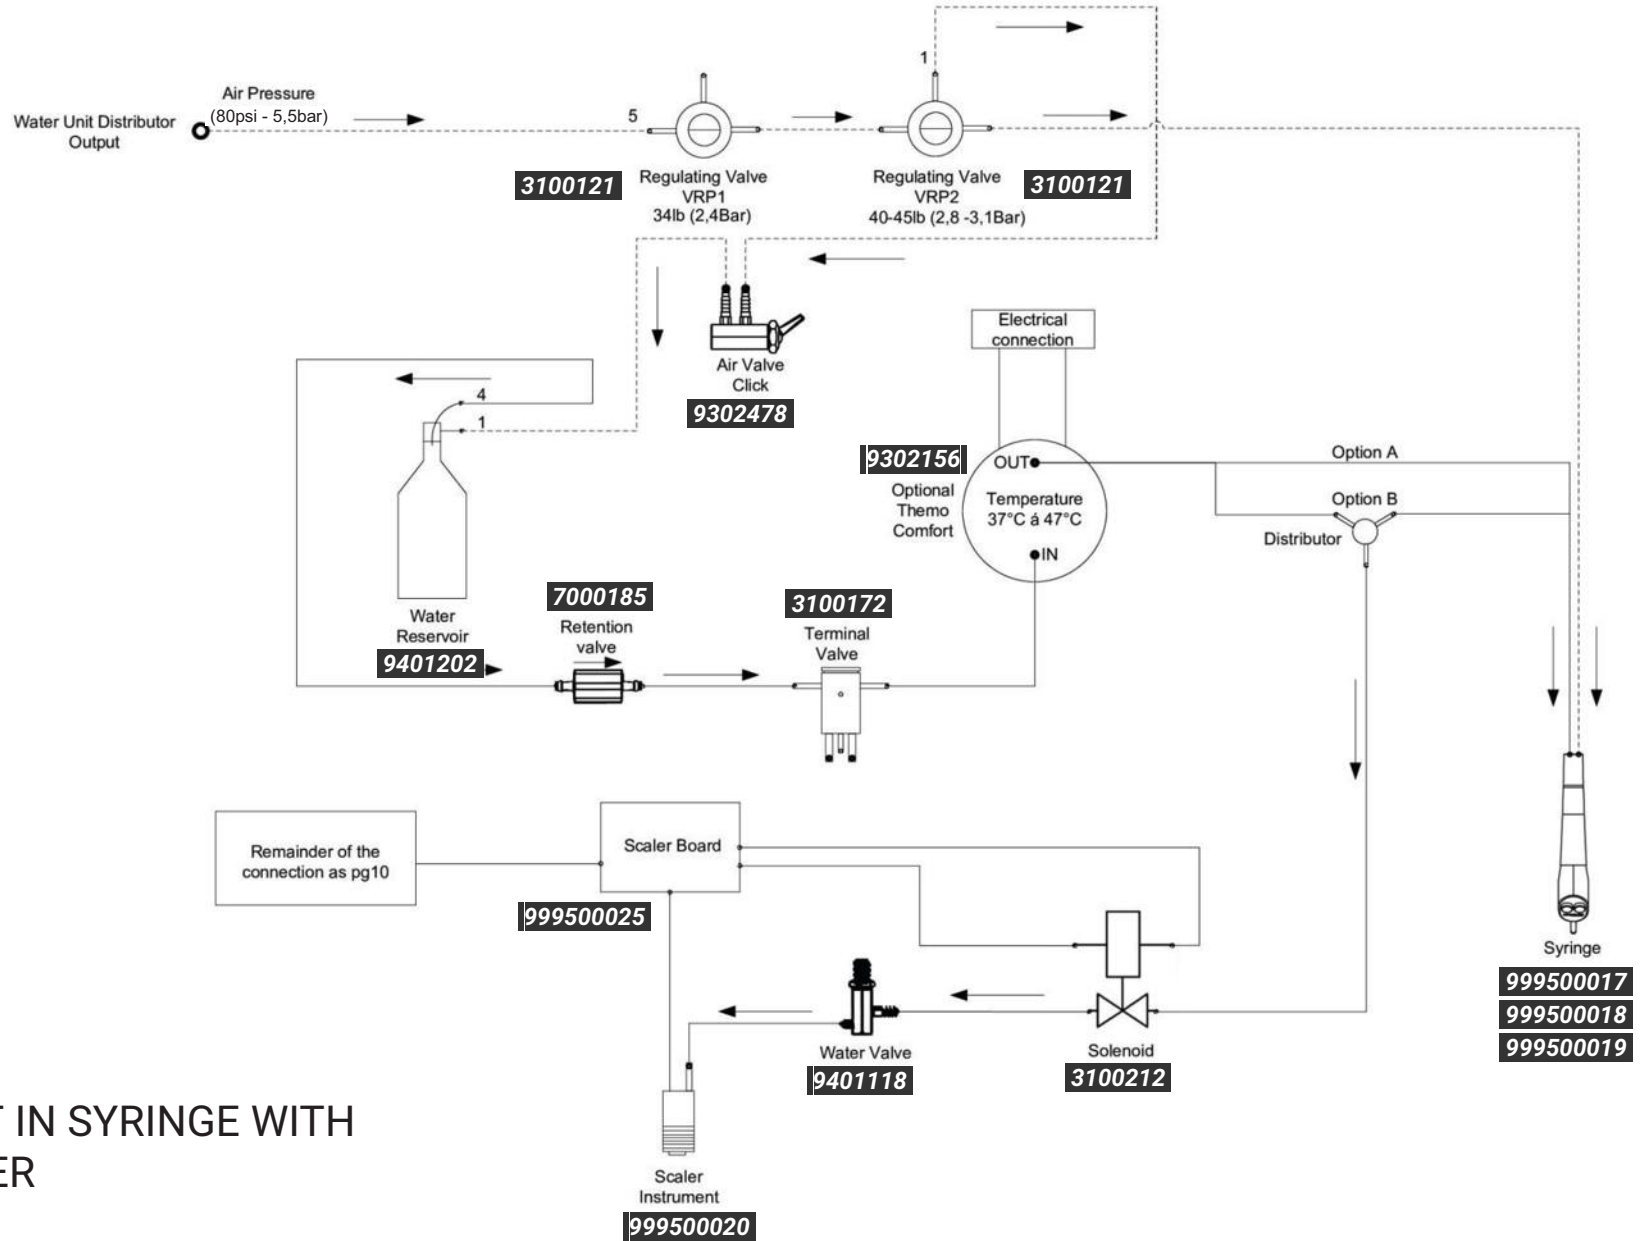 1
Air Pressure
(80psi - 5,5bar)
Water Unit Distributor
Output
5
3100121
Regulating Valve
VRP1
34lb (2,4Bar)
Regulating Valve
VRP2
40-45lb (2,8 -3,1Bar)
3100121
Air Valve
Click
9302478
Electrical
connection
4
1
Water
Reservoir
9401202
9302156
Optional
Themo
Comfort
OUT
Temperature
37°C á 47°C
IN
Option A
Option B
Distributor
7000185
Retention
valve
3100172
Terminal
Valve
Remainder of the
connection as pg10
Scaler Board
999500025
Water Valve
9401118
Solenoid
3100212
Syringe
999500017
999500018
999500019
Scaler
Instrument
999500020
IN SYRINGE WITH
ER